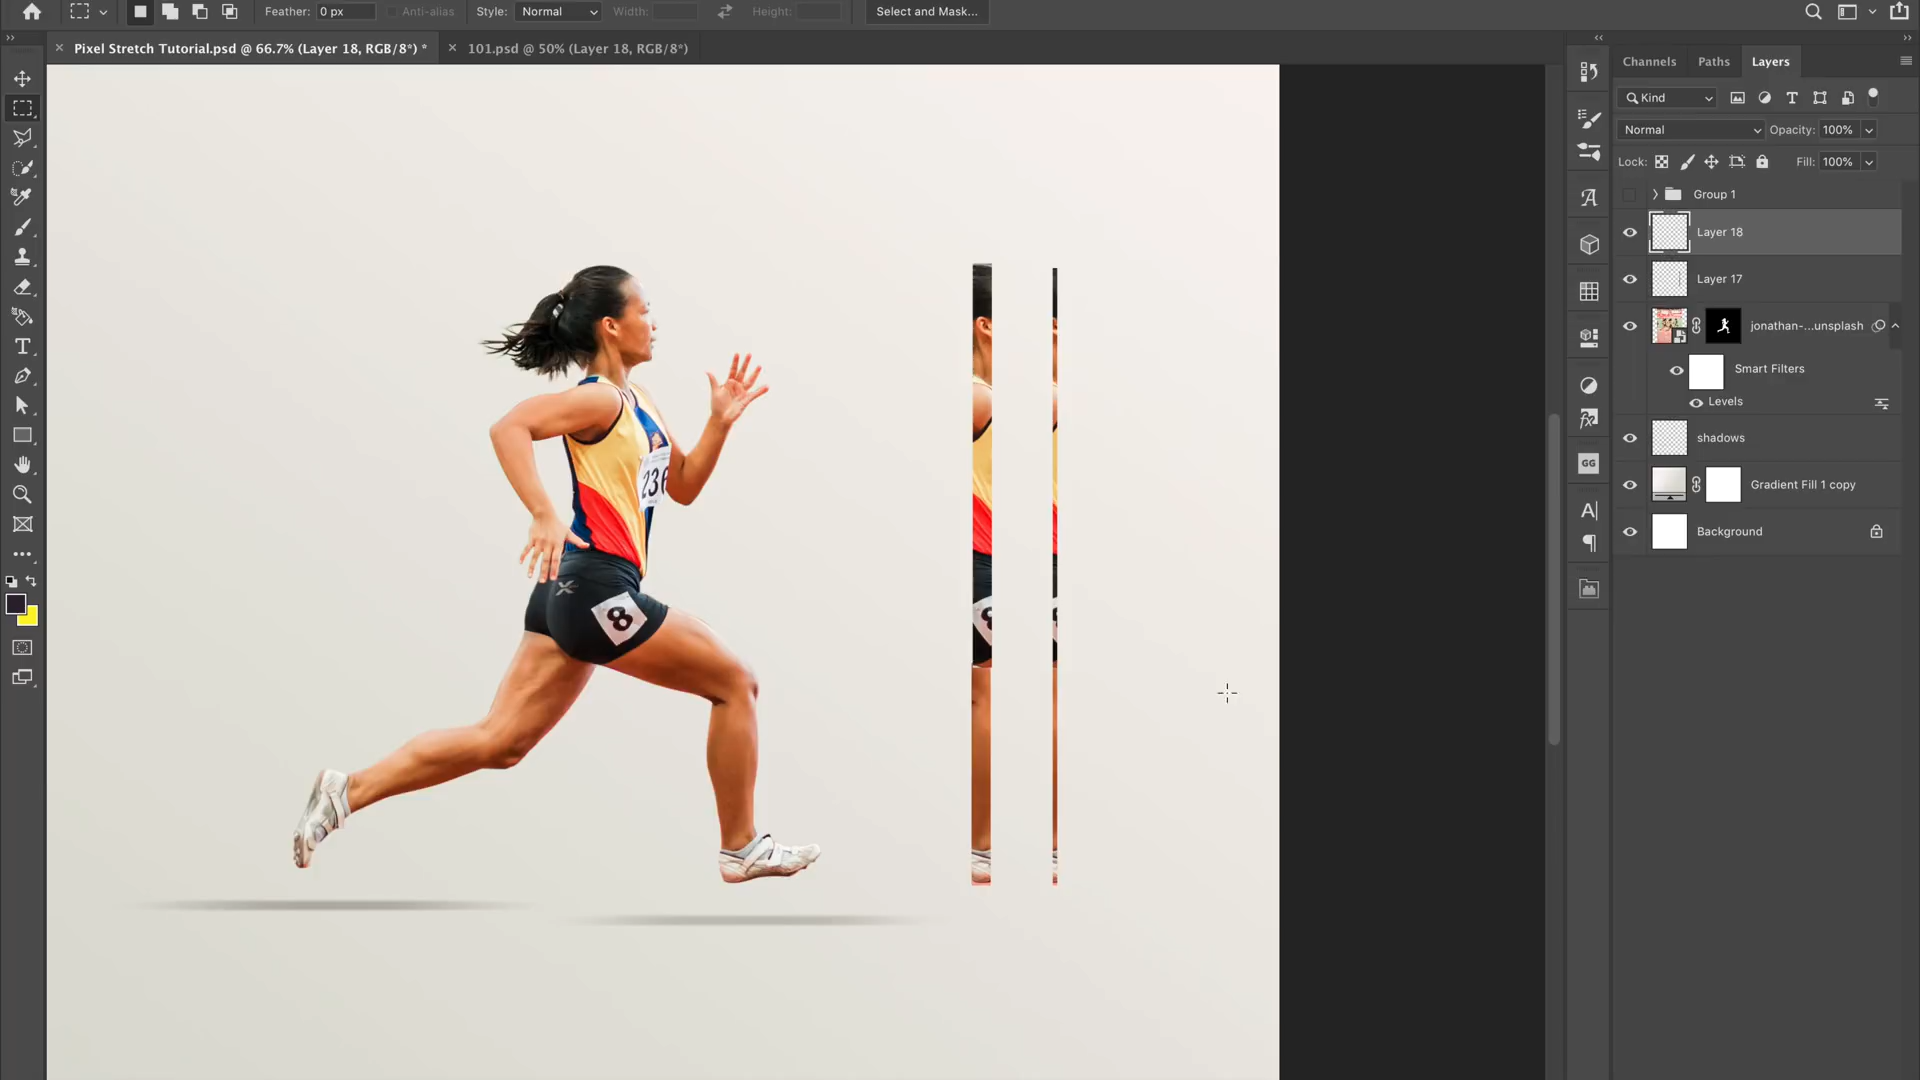 Feather: 0 px Anti-alias Style: Normal Width: Height: Select and Mask...
Pixel Stretch Tutorial.psd @ 66.7% (Layer 18, RGB/8*) * 101.psd @ 50% (Layer 18, RGB/8*)
Channels Paths Layers
Kind
Normal Opacity: 100%
Lock: Fill: 100%
Group 1
Layer 18
Layer 17
jonathan-...unsplash
Smart Filters
Levels
shadows
Gradient Fill 1 copy
Background
GG
236
8